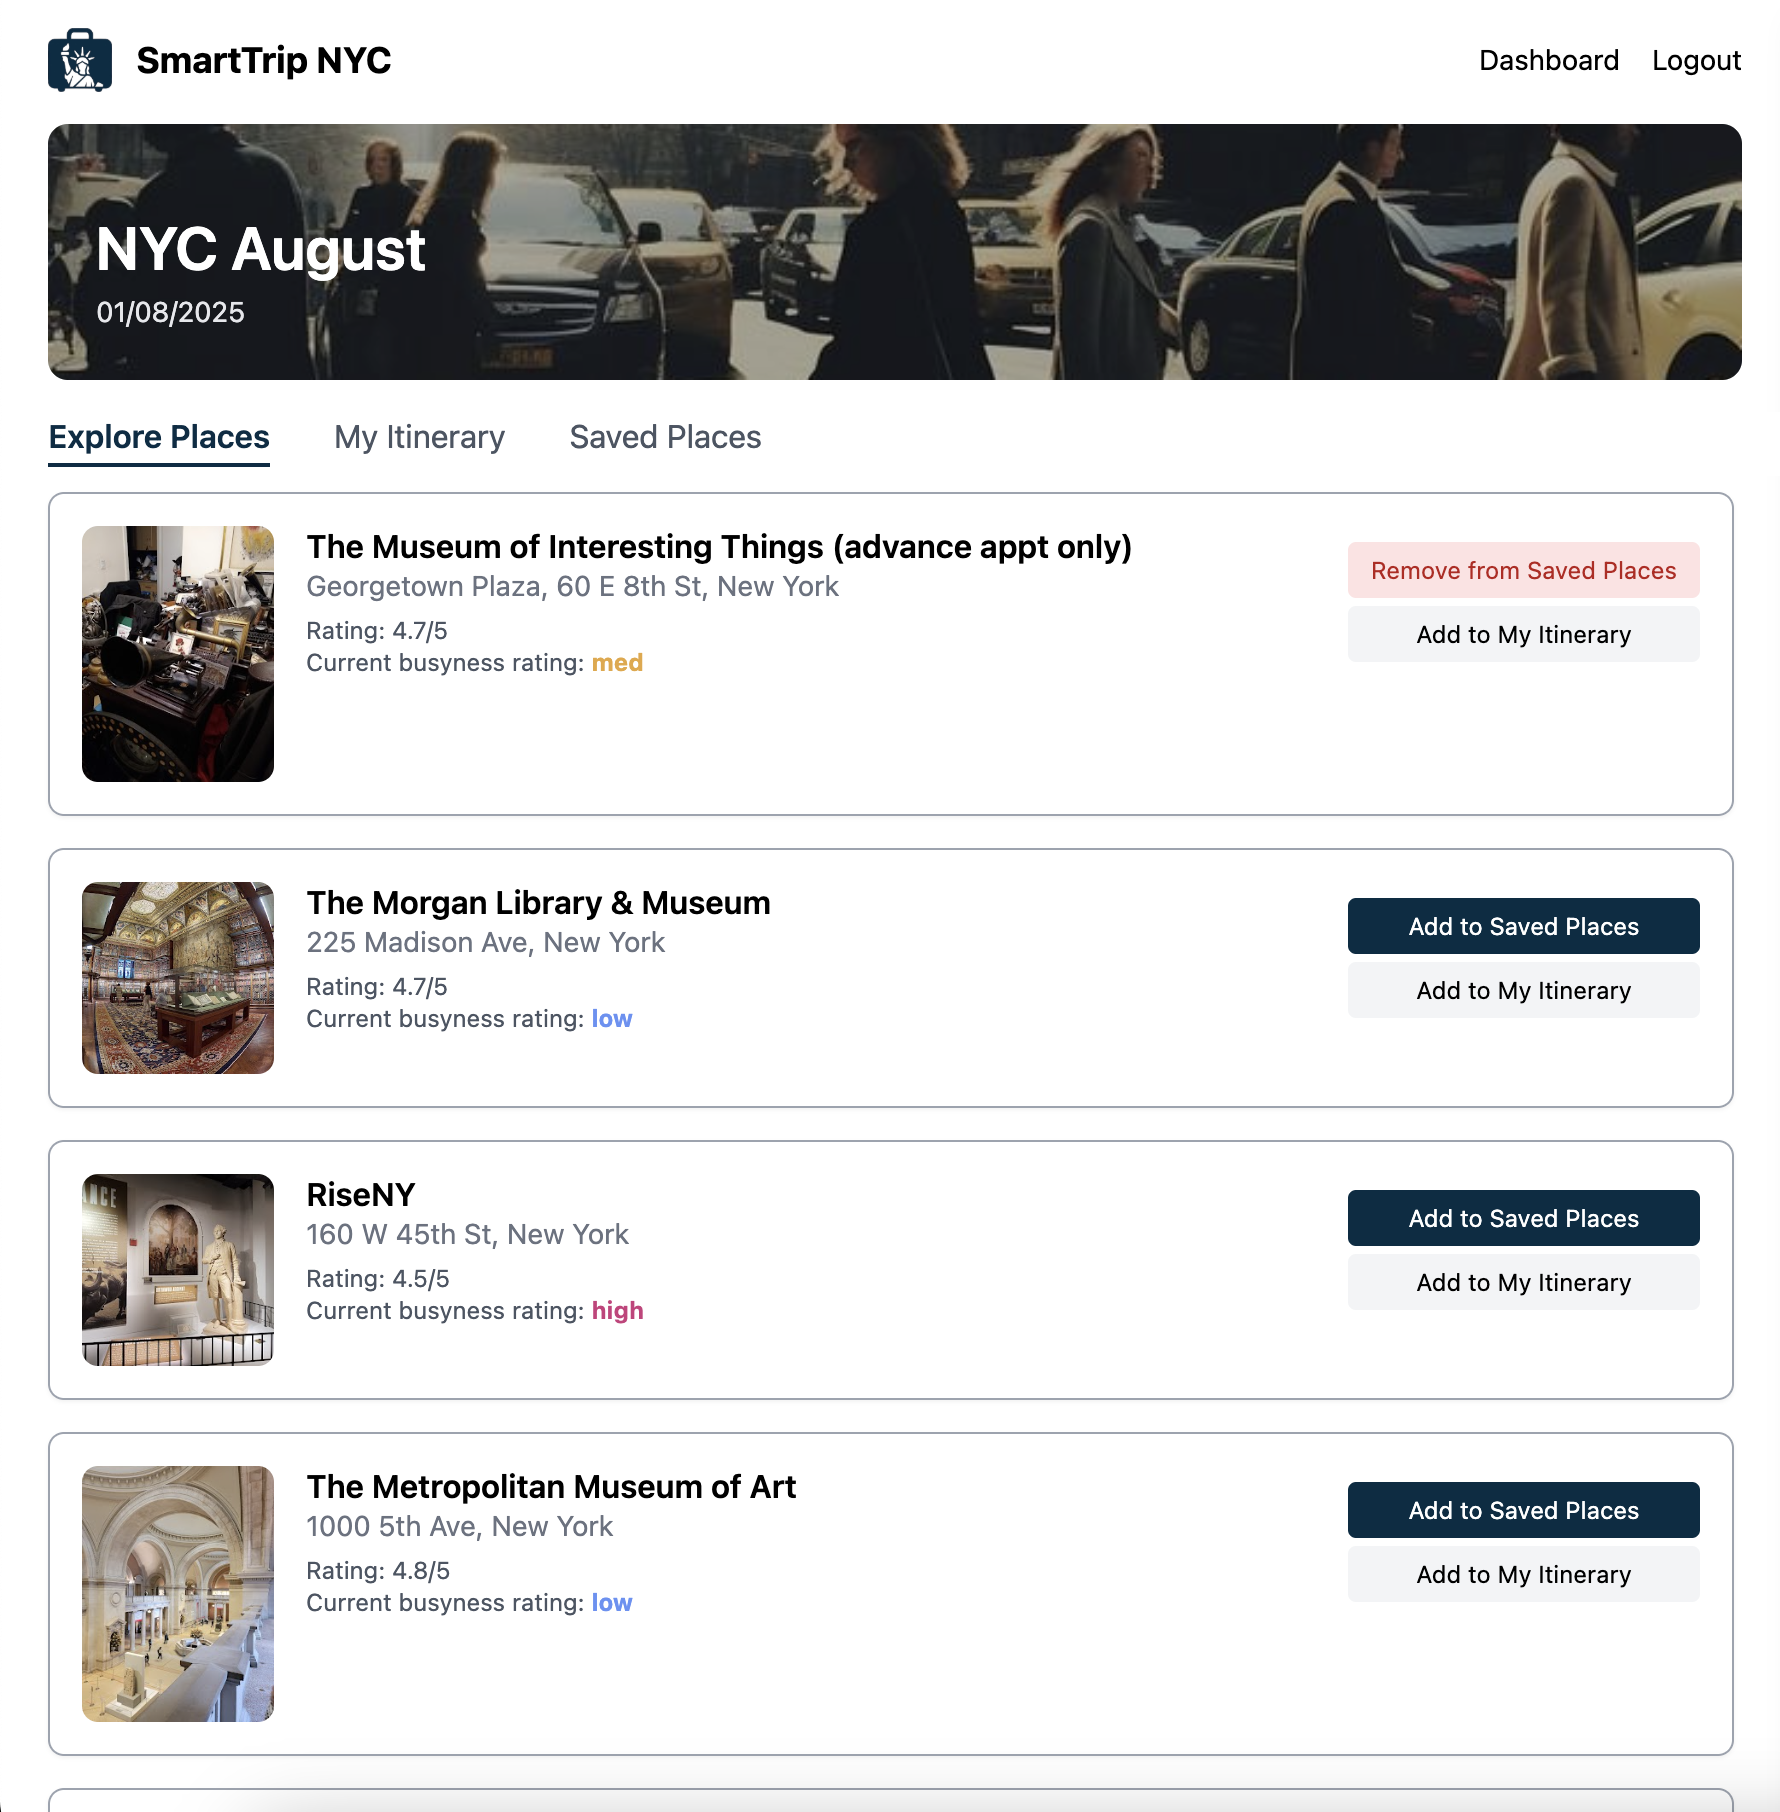 SmartTrip NYC
Dashboard
Logout
NYC August
01/08/2025
Explore Places
My Itinerary
Saved Places
The Museum of Interesting Things (advance appt only)
Georgetown Plaza, 60 E 8th St, New York
Rating: 4.7/5
Current busyness rating: med
Remove from Saved Places
Add to My Itinerary
The Morgan Library & Museum
225 Madison Ave, New York
Rating: 4.7/5
Current busyness rating: low
Add to Saved Places
Add to My Itinerary
RiseNY
160 W 45th St, New York
Rating: 4.5/5
Current busyness rating: high
Add to Saved Places
Add to My Itinerary
The Metropolitan Museum of Art
1000 5th Ave, New York
Rating: 4.8/5
Current busyness rating: low
Add to Saved Places
Add to My Itinerary